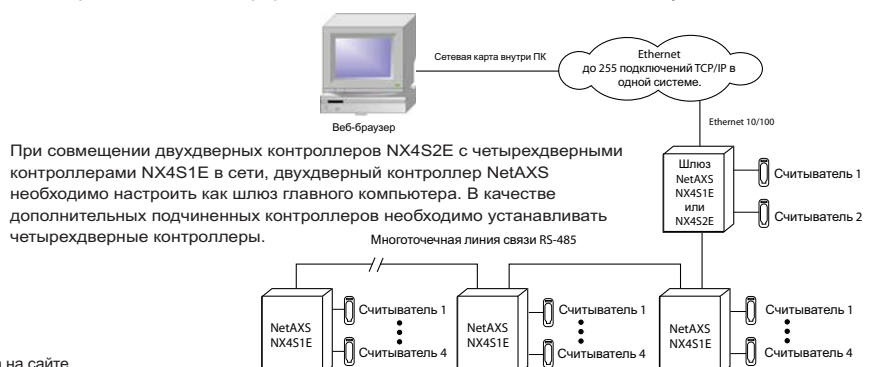 Сетевая карта внутри ПК
Ethernet
до 255 подключений TCP/IP в
одной системе.
Веб-браузер
Ethernet 10/100
При совмещении двухдверных контроллеров NX4S2E с четырехдверными
контроллерами NX4S1E в сети, двухдверный контроллер NetAXS
необходимо настроить как шлюз главного компьютера. В качестве
дополнительных подчиненных контроллеров необходимо устанавливать
четырехдверные контроллеры.
Шлюз
NetAXS
NX4S1E
или
NX4S2E
Считыватель 1
Считыватель 2
Многоточечная линия связи RS-485
NetAXS
NX4S1E
Считыватель 1
Считыватель 4
NetAXS
NX4S1E
Считыватель 1
Считыватель 4
NetAXS
NX4S1E
Считыватель 1
Считыватель 4
на сайте